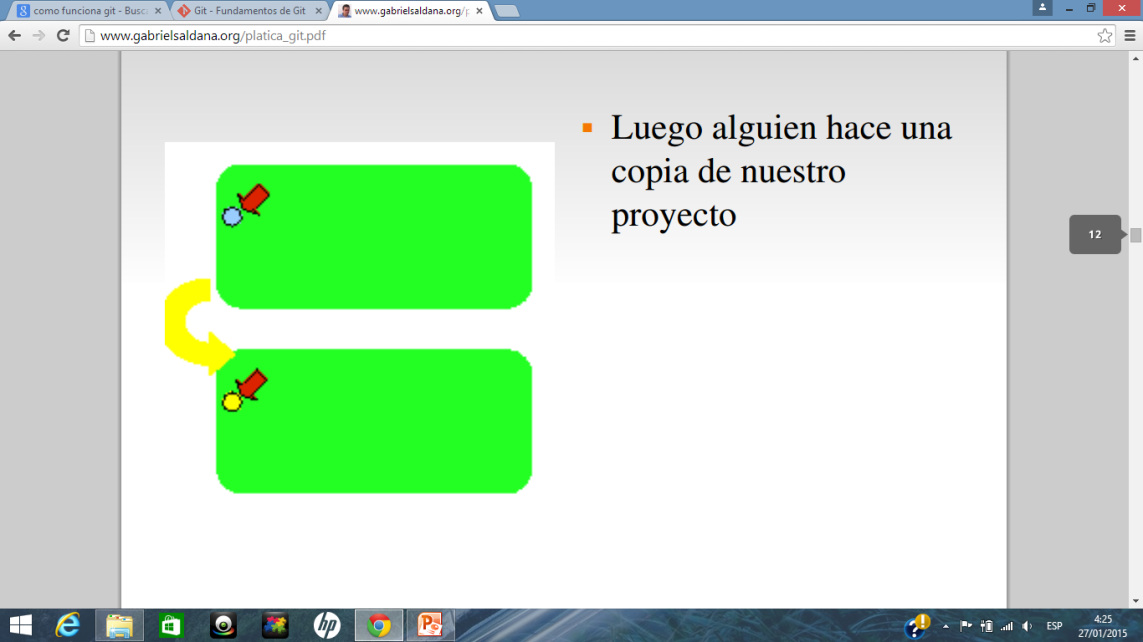 como funciona git - Busc
Git - Fundamentos de Git
www.gabrielsaldana.org/p
www.gabrielsaldana.org/platica_git.pdf
Luego alguien hace una
copia de nuestro
proyecto
12
hp
ESP
4:25
27/01/2015